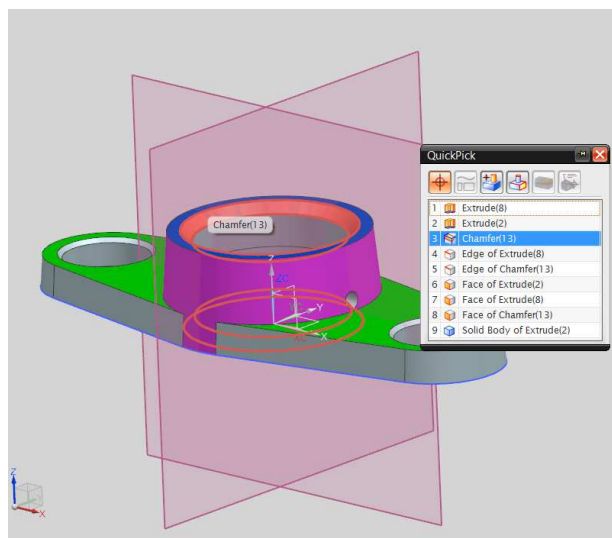 QuickPick
1 Extrude(8)
2 Extrude(2)
3 Chamfer(13)
4 Edge of Extrude(8)
5 Edge of Chamfer(13)
6 Face of Extrude(2)
7 Face of Extrude(8)
8 Face of Chamfer(13)
9 Solid Body of Extrude(2)
Chamfer(13)
Z
ZC
Y
XC
X
Z
X